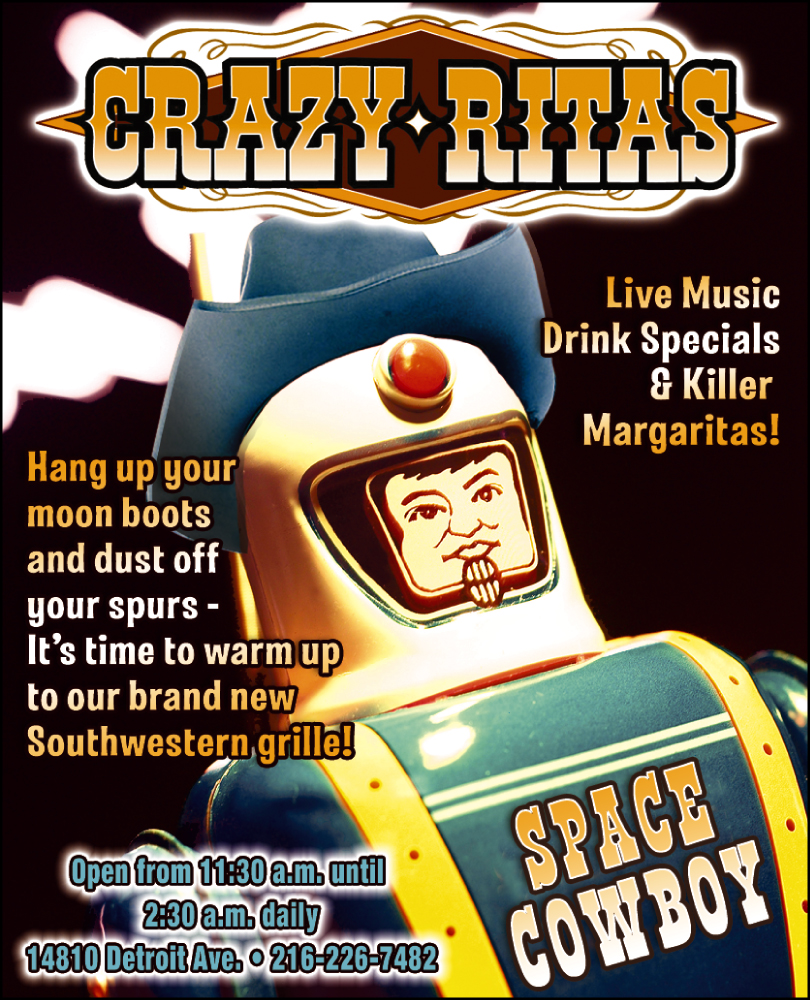 CRAZY RITAS
Live Music
Drink Specials
& Killer
Margaritas!
Hang up your
moon boots
and dust off
your spurs -
It's time to warm up
to our brand new
Southwestern grille!
SPACE
COWBOY
Open from 11:30 a.m. until
2:30 a.m. daily
14810 Detroit Ave. • 216-226-7482